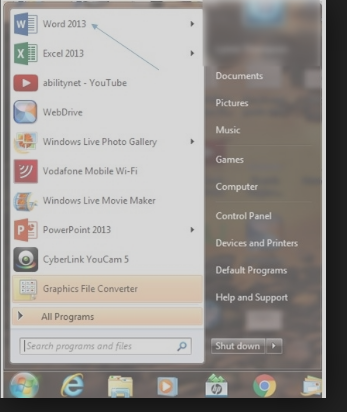 Word 2013
Excel 2013
abilitynet - YouTube
WebDrive
Windows Live Photo Gallery
Vodafone Mobile Wi-Fi
Windows Live Movie Maker
PowerPoint 2013
CyberLink YouCam 5
Graphics File Converter
All Programs
Search programs and files
Documents
Pictures
Music
Games
Computer
Control Panel
Devices and Printers
Default Programs
Help and Support
Shut down